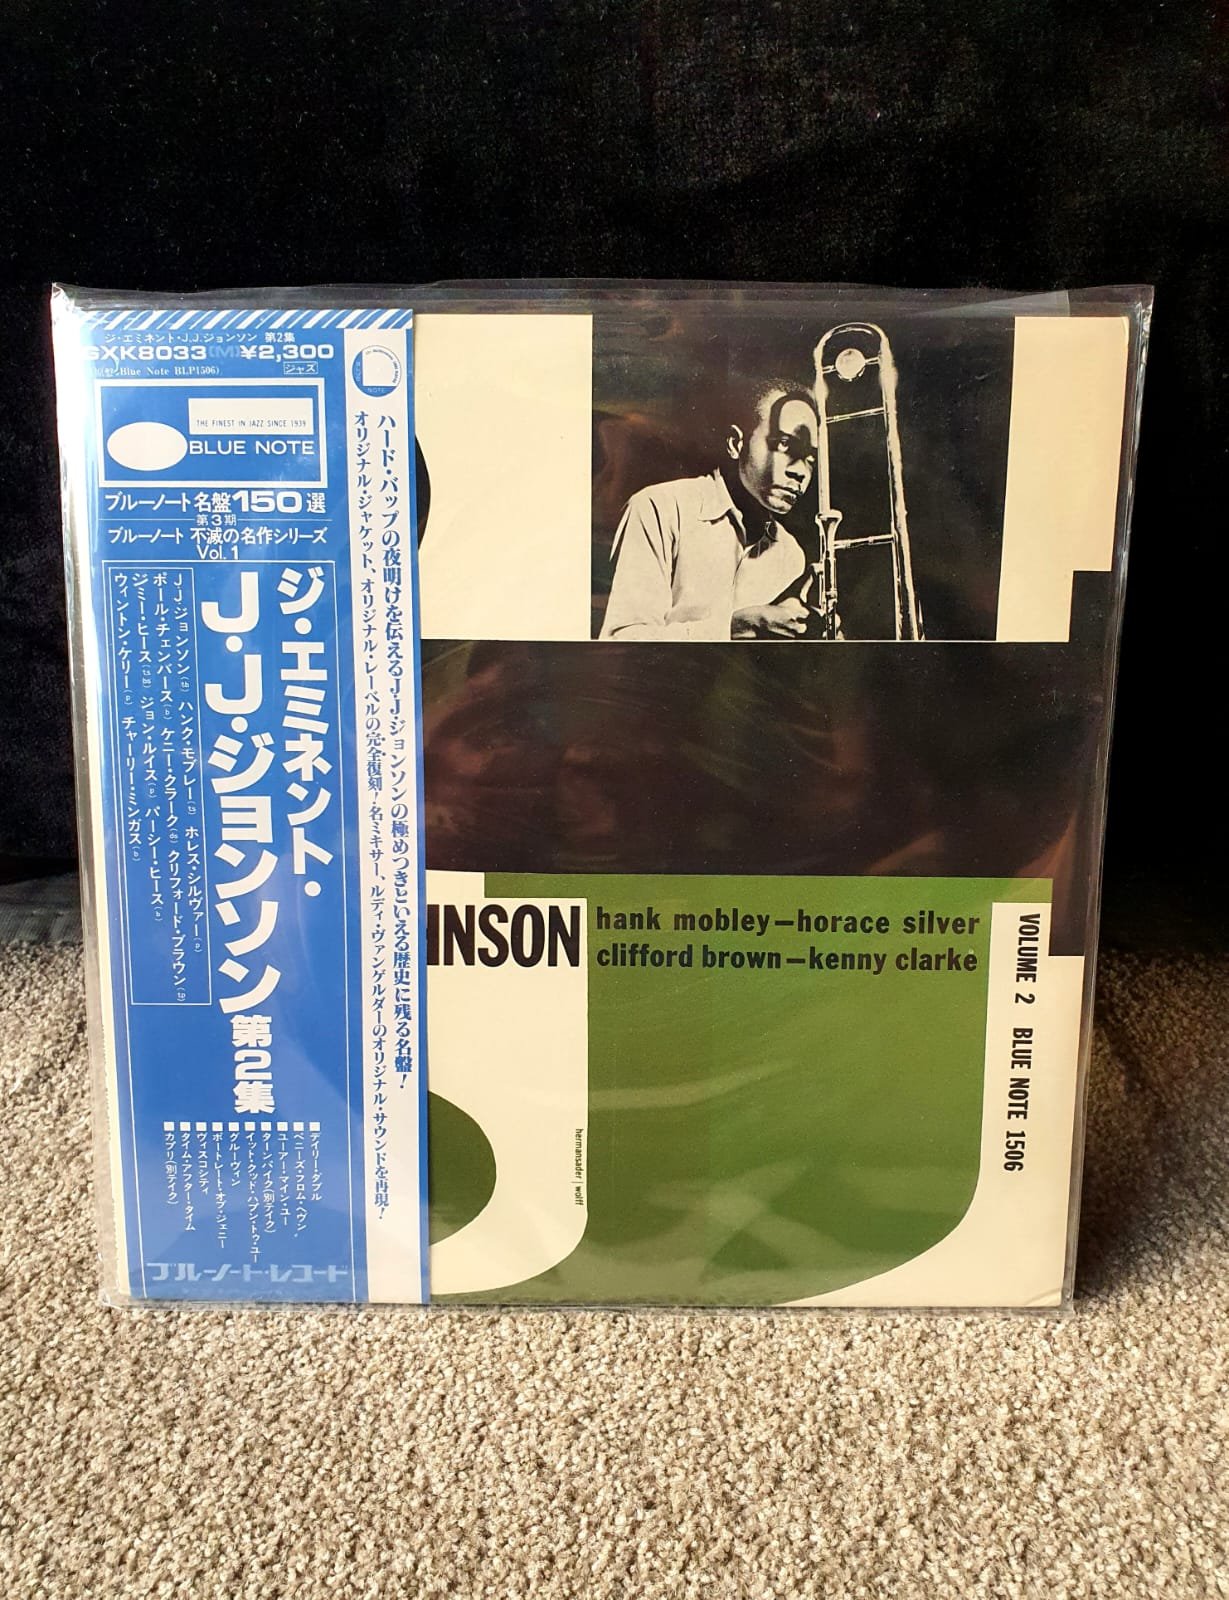 ジ・エミネント・J.J.ジョンソン 第2集
GXK8033(M)¥2,300
Blue Note BLP1506)
ジャズ
THE FINEST IN JAZZ SINCE 1939
BLUE NOTE
ブルーノート名盤150選
第3期
ブルーノート 不滅の名作シリーズ
Vol.1
ジ・エミネント・
J・J・ジョンソン 第2集
J・J・ジョンソン(tb) ハンク・モブレー(ts) ホレス・シルヴァー(p)
ポール・チェンバース(b) ケニー・クラーク(ds) クリフォード・ブラウン(tp)
ジミー・ヒース(ts bs) ジョン・ルイス(p) パーシー・ヒース(b)
ウィントン・ケリー(p) チャーリー・ミンガス(b)
■デイリー・ダブル
■ペニーズ・フロム・ヘヴン
■ユーアー・マイン・ユー
■ターンパイク(別テイク)
■イット・クッド・ハプン・トゥ・ユー
■グルーヴィン
■ポートレート・オブ・ジェニー
■ヴィスコシティ
■タイム・アフター・タイム
■カプリ(別テイク)
ブルーノート・レコード
BLUE
NOTE
ハード・バップの夜明けを伝えるJ・J・ジョンソンの極めつきといえる歴史に残る名盤!
オリジナル・ジャケット、オリジナル・レーベルの完全復刻!名ミキサー、ルディ・ヴァンゲルダーのオリジナル・サウンドを再現!
HNSON
hank mobley—horace silver
clifford brown—kenny clarke
VOLUME 2 BLUE NOTE 1506
hermansader | wolff